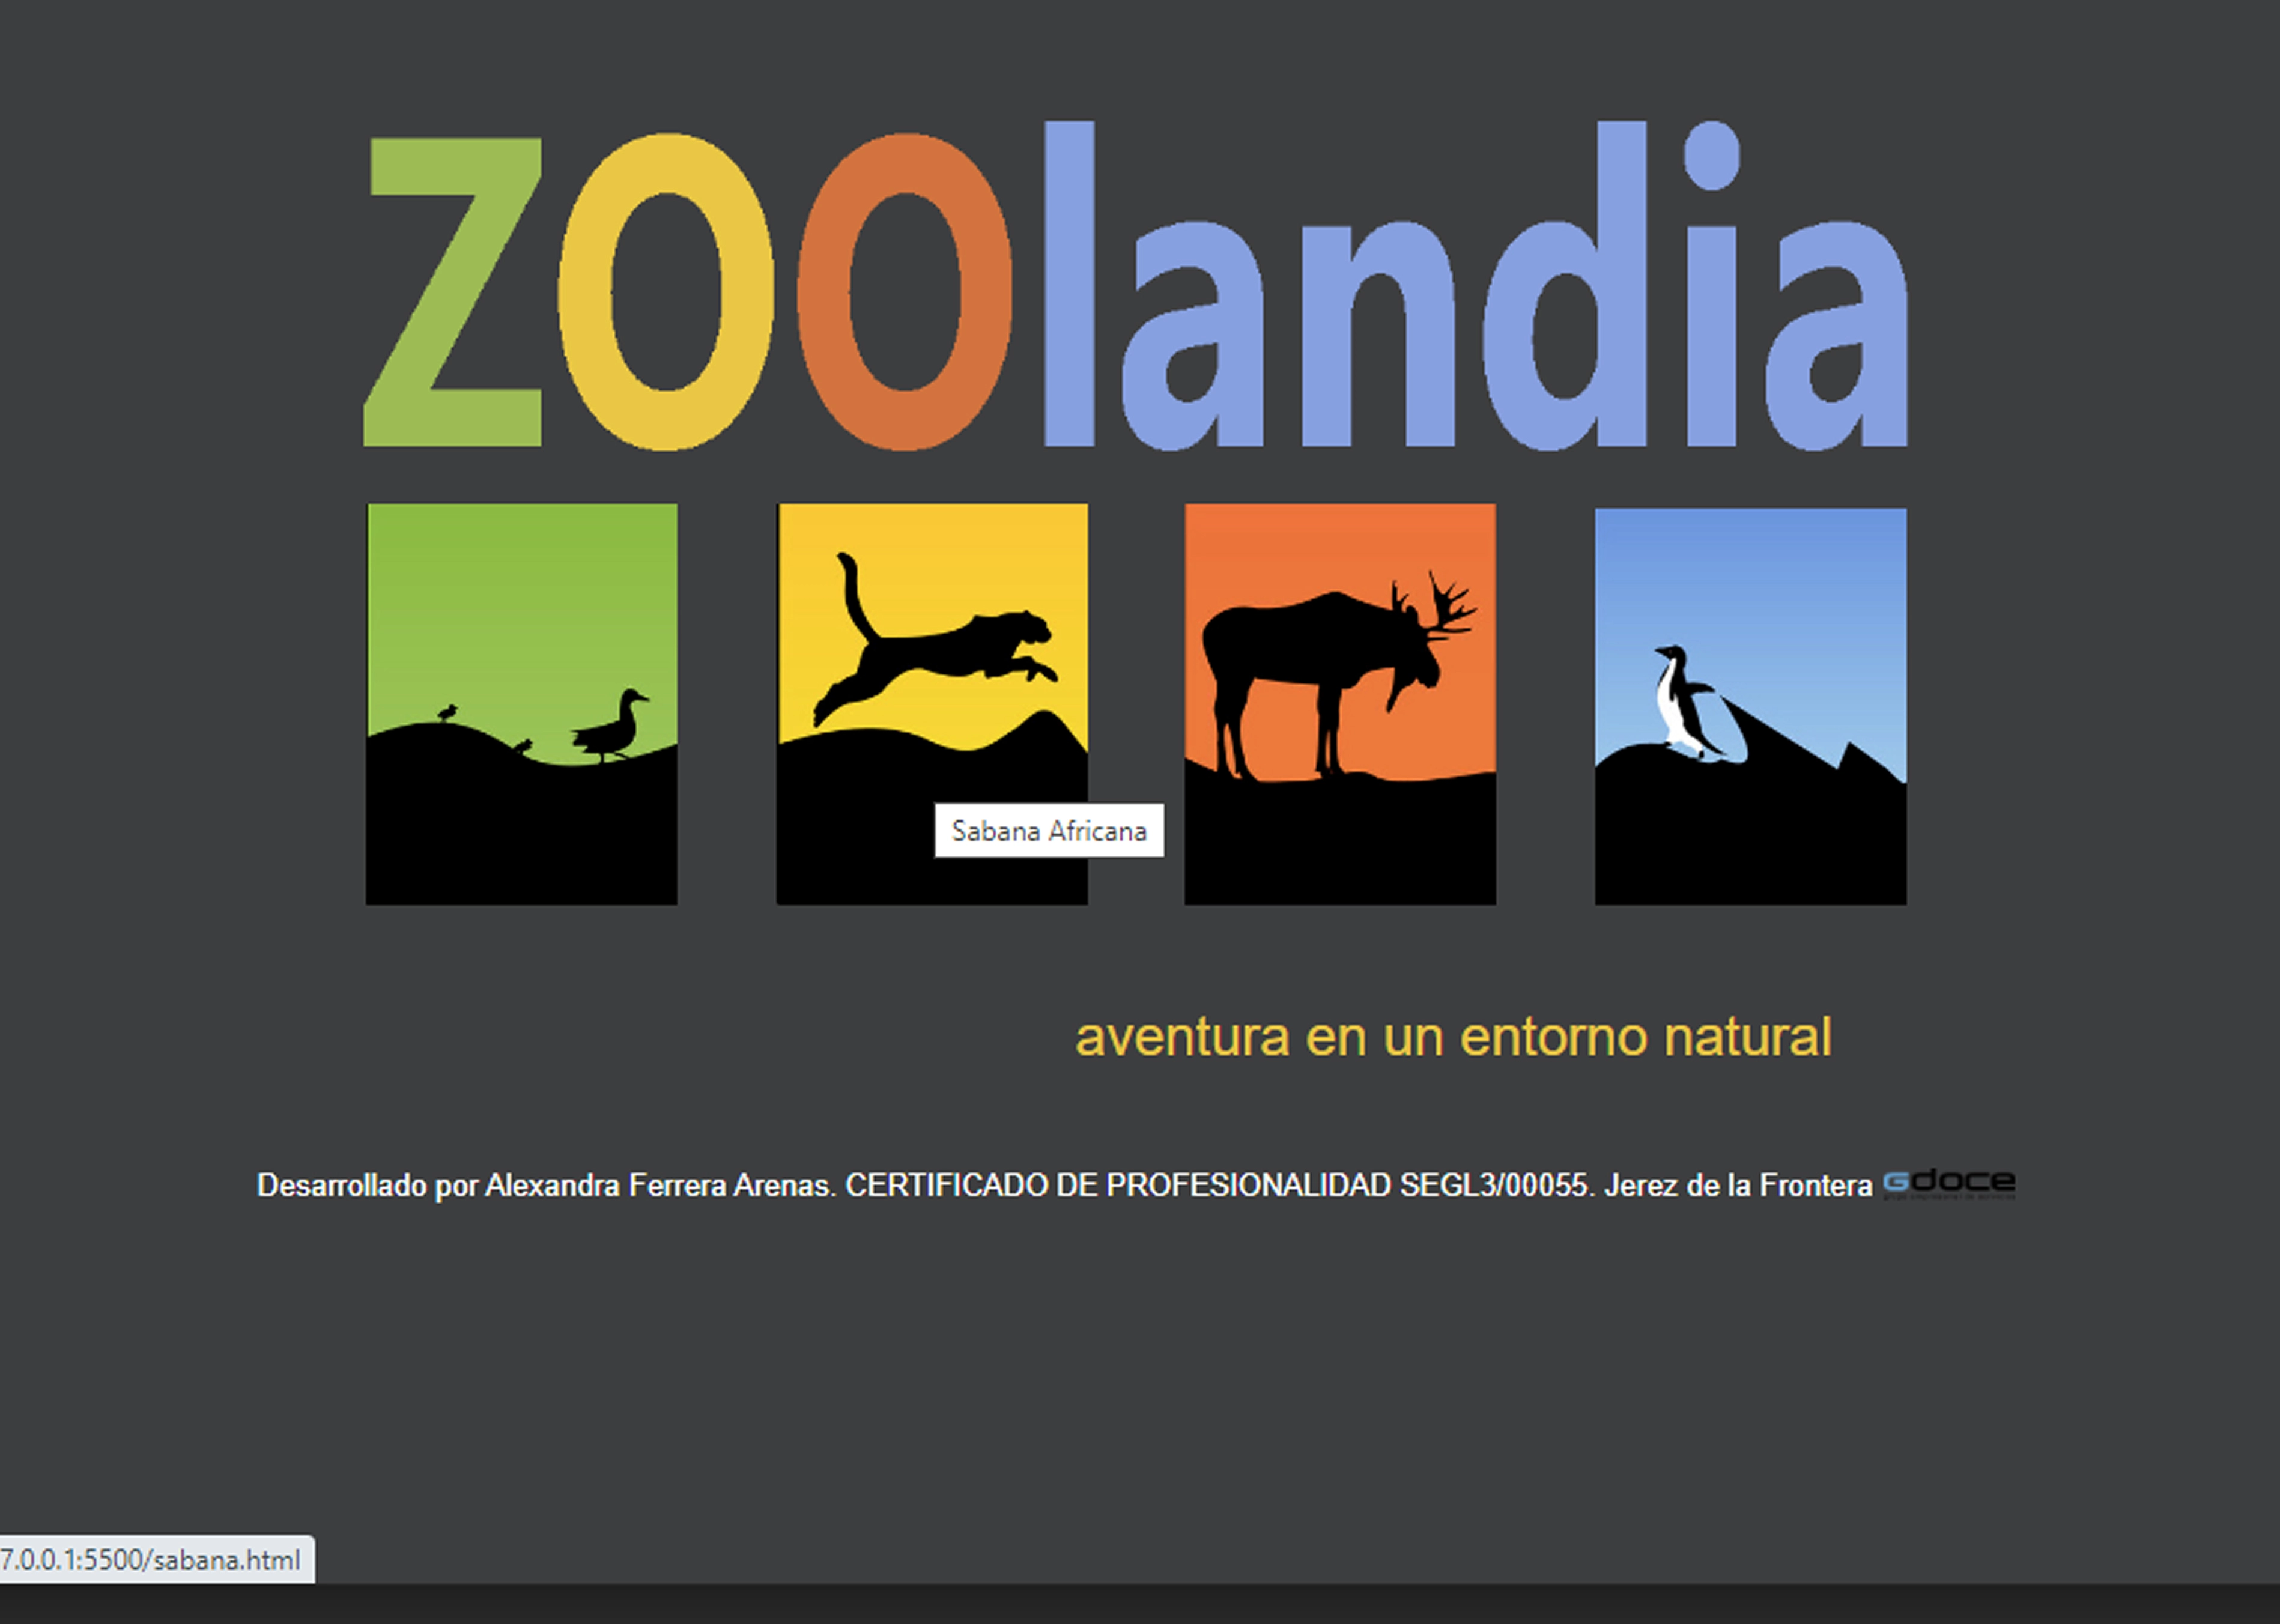 ZOOlandia
Sabana Africana
aventura en un entorno natural
Desarrollado por Alexandra Ferrera Arenas. CERTIFICADO DE PROFESIONALIDAD SEGL3/00055. Jerez de la Frontera Gdoce
7.0.0.1:5500/sabana.html